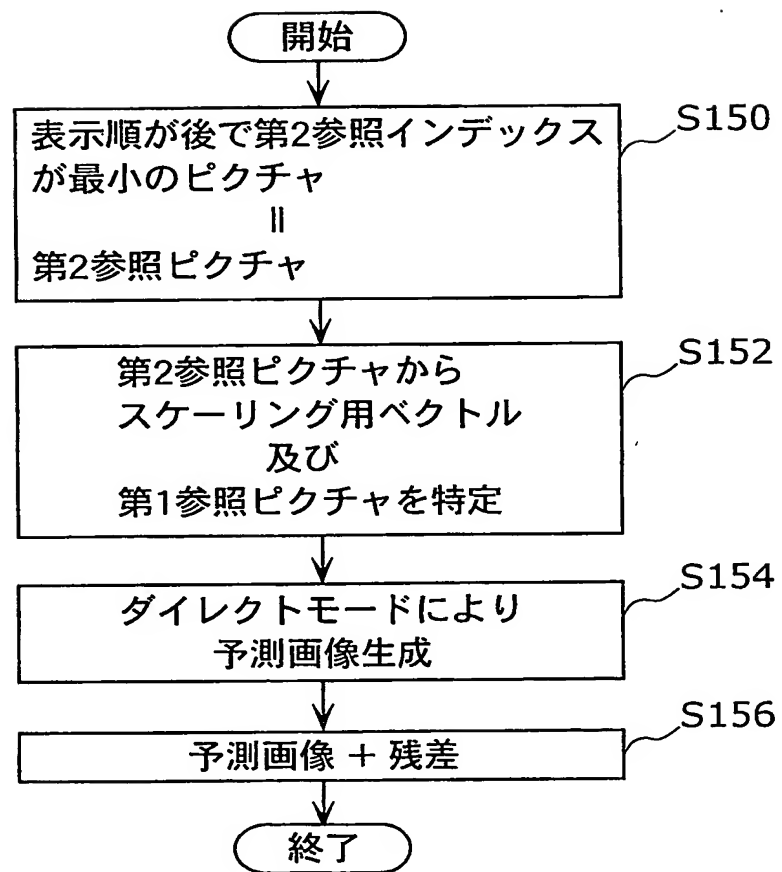 開始
表示順が後で第2参照インデックス
が最小のピクチャ
॥
第2参照ピクチャ
S150
第2参照ピクチャから
スケーリング用ベクトル
及び
第1参照ピクチャを特定
S152
ダイレクトモードにより
予測画像生成
S154
予測画像 + 残差
S156
終了